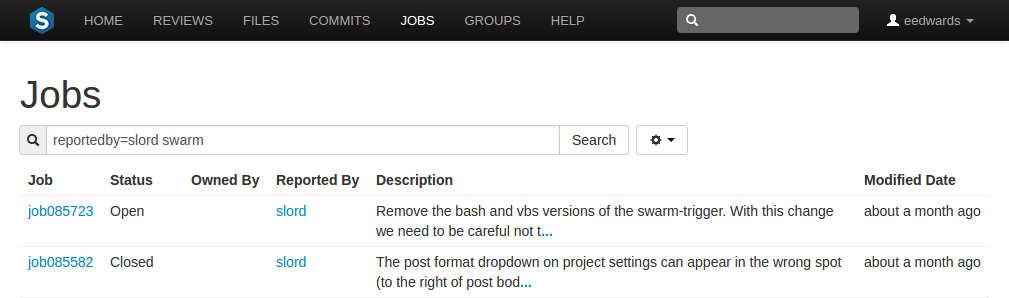 S HOME REVIEWS FILES COMMITS JOBS GROUPS HELP eedwards
Jobs
reportedby=slord swarm Search
Job Status Owned By Reported By Description Modified Date
job085723 Open slord Remove the bash and vbs versions of the swarm-trigger. With this change about a month ago
we need to be careful not t...
job085582 Closed slord The post format dropdown on project settings can appear in the wrong spot about a month ago
(to the right of post bod...